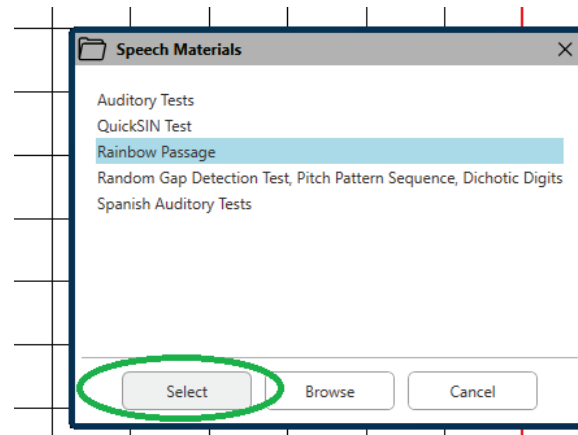 Speech Materials
Auditory Tests
QuickSIN Test
Rainbow Passage
Random Gap Detection Test, Pitch Pattern Sequence, Dichotic Digits
Spanish Auditory Tests
Select Browse Cancel